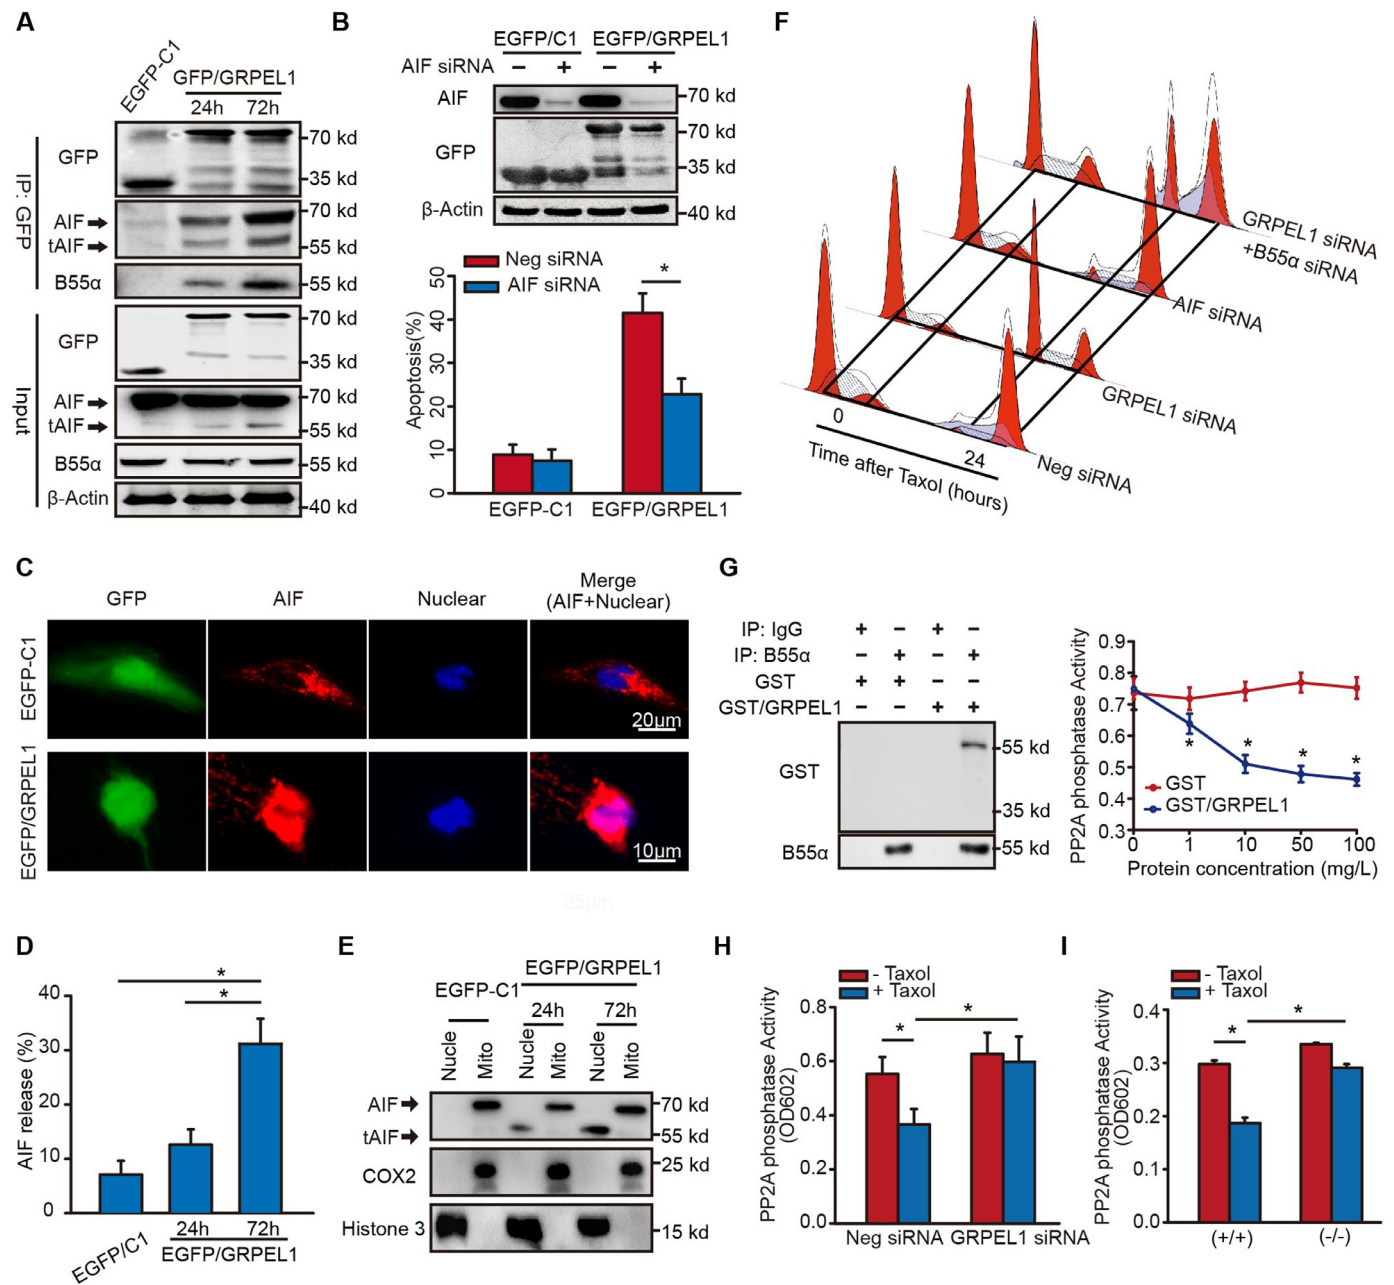 A
EGFP-C1
GFP/GRPEL1
24h 72h
IP: GFP
GFP
70 kd
35 kd
AIF
tAIF
70 kd
55 kd
B55α
55 kd
Input
GFP
70 kd
35 kd
AIF
tAIF
70 kd
55 kd
B55α
55 kd
β-Actin
40 kd
B
EGFP/C1 EGFP/GRPEL1
AIF siRNA − + − +
AIF
70 kd
GFP
70 kd
35 kd
β-Actin
40 kd
Neg siRNA
AIF siRNA
*
Apoptosis(%)
50
40
30
20
10
0
EGFP-C1 EGFP/GRPEL1
F
GRPEL1 siRNA
+B55α siRNA
AIF siRNA
GRPEL1 siRNA
Neg siRNA
0
24
Time after Taxol (hours)
C
GFP AIF Nuclear Merge
(AIF+Nuclear)
EGFP-C1
20μm
EGFP/GRPEL1
10μm
G
IP: IgG + − + −
IP: B55α − + − +
GST + + − −
GST/GRPEL1 − − + +
GST
55 kd
35 kd
B55α
55 kd
PP2A phosphatase Activity
0.9
0.8
0.7
0.6
0.5
0.4
0.3
* * * *
GST
GST/GRPEL1
0 1 10 50 100
Protein concentration (mg/L)
25μm
D
AIF release (%)
40
30
20
10
0
*
*
EGFP/C1
24h 72h
EGFP/GRPEL1
E
EGFP/GRPEL1
EGFP-C1
24h 72h
Nucle Mito Nucle Mito Nucle Mito
AIF
tAIF
70 kd
55 kd
COX2
25 kd
Histone 3
15 kd
H
- Taxol
+ Taxol
PP2A phosphatase Activity
(OD602)
0.8
0.6
0.4
0.2
0.0
* *
Neg siRNA GRPEL1 siRNA
I
- Taxol
+ Taxol
PP2A phosphatase Activity
(OD602)
0.4
0.3
0.2
0.1
0.0
* *
(+/+) (-/-)